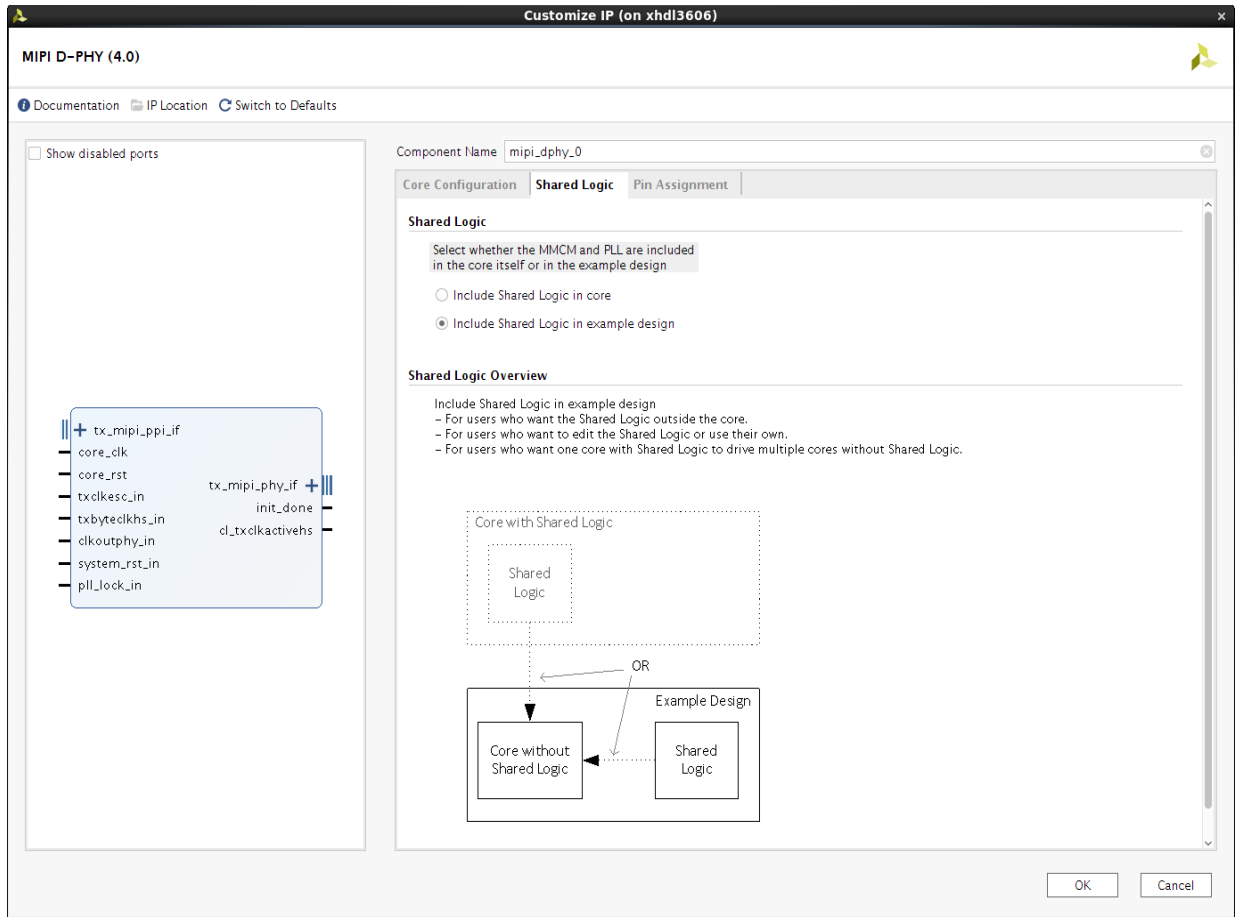 Customize IP (on xhdl3606)
MIPI D-PHY (4.0)
Documentation IP Location Switch to Defaults
Show disabled ports
tx_mipi_ppi_if
core_clk
core_rst
txclkesc_in
txbyteclkhs_in
clkoutphy_in
system_rst_in
pll_lock_in
tx_mipi_phy_if
init_done
cl_txclkactivehs
Component Name mipi_dphy_0
Core Configuration Shared Logic Pin Assignment
Shared Logic
Select whether the MMCM and PLL are included
in the core itself or in the example design
Include Shared Logic in core
Include Shared Logic in example design
Shared Logic Overview
Include Shared Logic in example design
– For users who want the Shared Logic outside the core.
– For users who want to edit the Shared Logic or use their own.
– For users who want one core with Shared Logic to drive multiple cores without Shared Logic.
Core with Shared Logic
Shared
Logic
OR
Example Design
Core without
Shared Logic
Shared
Logic
OK Cancel